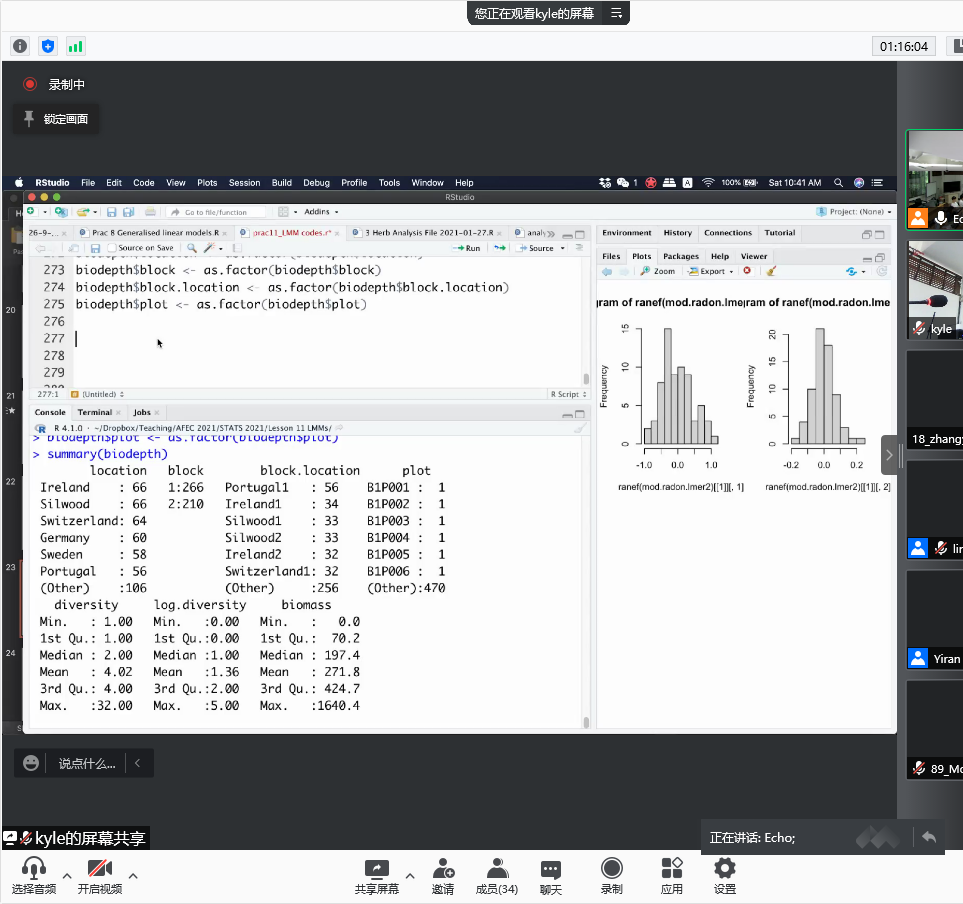 您正在观看kyle的屏幕
01:16:04
录制中
锁定画面
RStudio File Edit Code View Plots Session Build Debug Profile Tools Window Help
1 A 100% Sat 10:41 AM
RStudio
Go to file/function Addins Project: (None)
26-9-... Prac 8 Generalised linear models.R prac11_LMM codes.r* 3 Herb Analysis File 2021-01-27.R analy
Source on Save Run Source
273 biodepth$block <- as.factor(biodepth$block)
274 biodepth$block.location <- as.factor(biodepth$block.location)
275 biodepth$plot <- as.factor(biodepth$plot)
276
277
278
279
277:1 (Untitled) R Script
Console Terminal Jobs
R 4.1.0 · ~/Dropbox/Teaching/AFEC 2021/STATS 2021/Lesson 11 LMMs/
> biodepth$plot <- as.factor(biodepth$plot)
> summary(biodepth)
location block block.location plot
Ireland : 66 1:266 Portugal1 : 56 B1P001 : 1
Silwood : 66 2:210 Ireland1 : 34 B1P002 : 1
Switzerland: 64 Silwood1 : 33 B1P003 : 1
Germany : 60 Silwood2 : 33 B1P004 : 1
Sweden : 58 Ireland2 : 32 B1P005 : 1
Portugal : 56 Switzerland1: 32 B1P006 : 1
(Other) :106 (Other) :256 (Other):470
diversity log.diversity biomass
Min. : 1.00 Min. :0.00 Min. : 0.0
1st Qu.: 1.00 1st Qu.:0.00 1st Qu.: 70.2
Median : 2.00 Median :1.00 Median : 197.4
Mean : 4.02 Mean :1.36 Mean : 271.8
3rd Qu.: 4.00 3rd Qu.:2.00 3rd Qu.: 424.7
Max. :32.00 Max. :5.00 Max. :1640.4
Environment History Connections Tutorial
Files Plots Packages Help Viewer
Zoom Export
gram of ranef(mod.radon.lme gram of ranef(mod.radon.lme
Frequency
0 5 10 15
-1.0 0.0 1.0
ranef(mod.radon.lmer2)[[1]][, 1]
Frequency
0 5 10 15 20
-0.2 0.0 0.2
ranef(mod.radon.lmer2)[[1]][, 2]
20
21
22
23
24
Ec
kyle
18_zhang
lin
Yiran
89_Mo
说点什么...
kyle的屏幕共享
正在讲话: Echo;
选择音频
开启视频
共享屏幕
邀请
成员(34)
聊天
录制
应用
设置